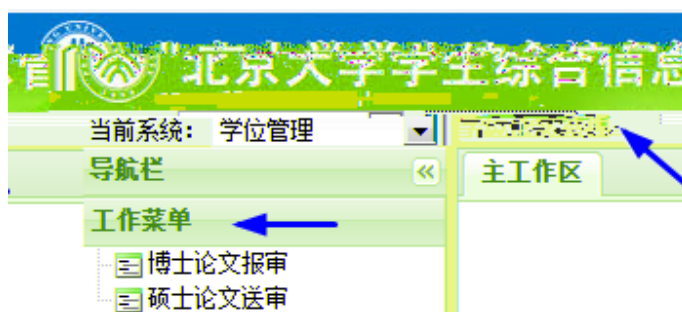 北京大学学生综合信息
当前系统： 学位管理
导航栏
主工作区
工作菜单
博士论文报审
硕士论文送审